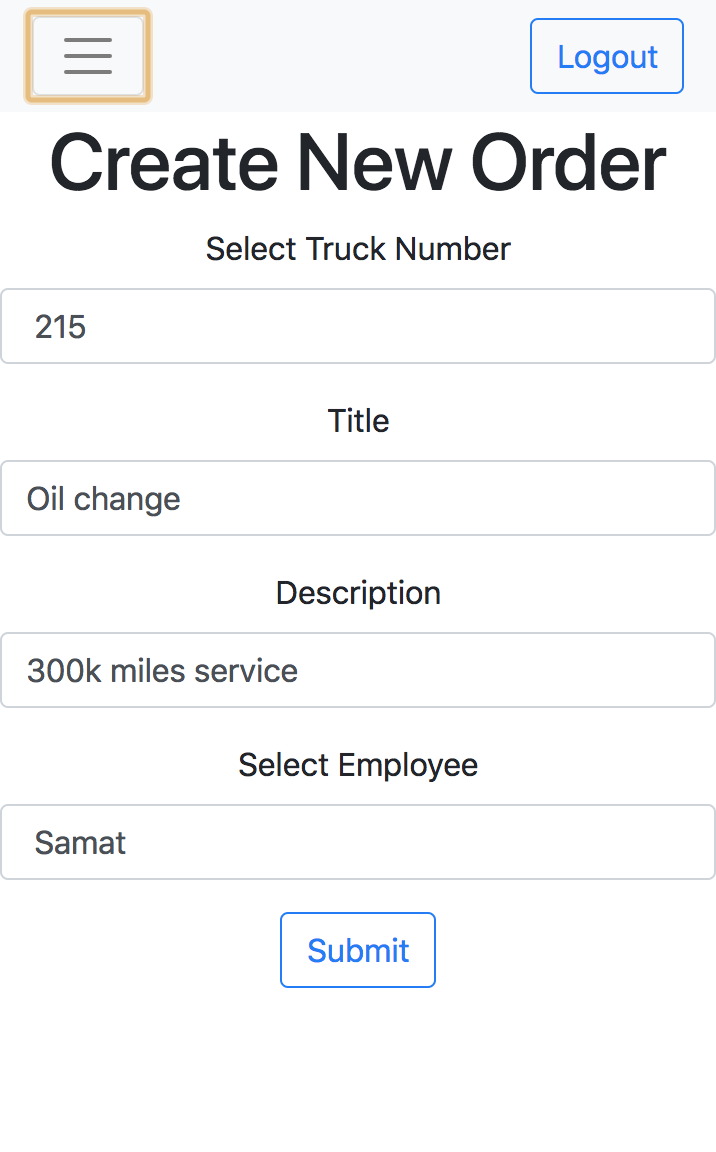 Logout
Create New Order
Select Truck Number
215
Title
Oil change
Description
300k miles service
Select Employee
Samat
Submit